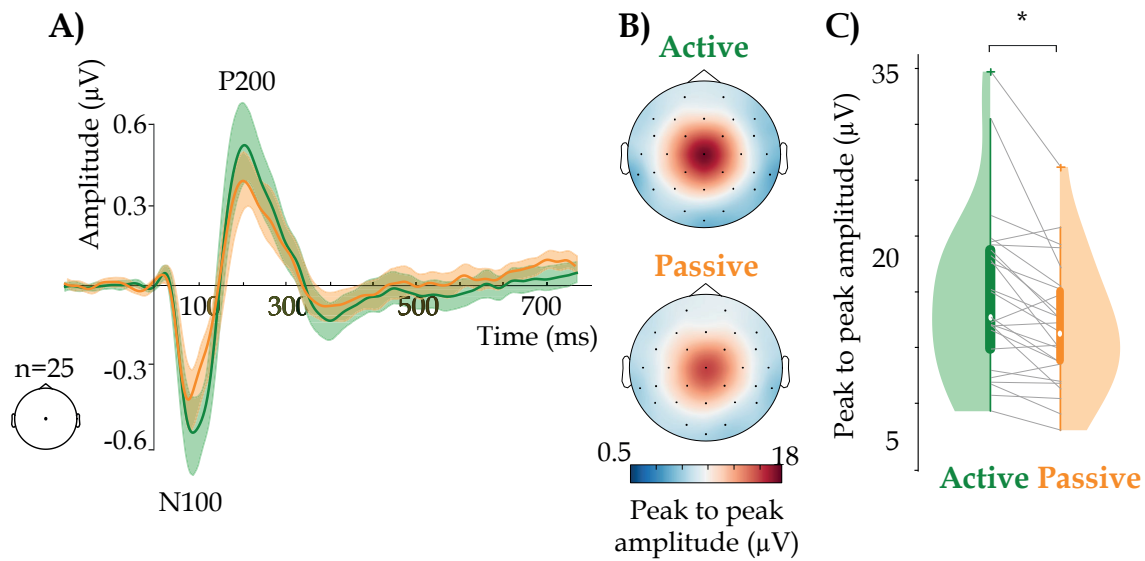 A)
P200
Amplitude (µV)
0.6
0.3
-0.3
-0.6
100
300
500
700
Time (ms)
n=25
N100
B)
Active
Passive
0.5
18
Peak to peak
amplitude (µV)
C)
*
Peak to peak amplitude (µV)
35
20
5
Active Passive